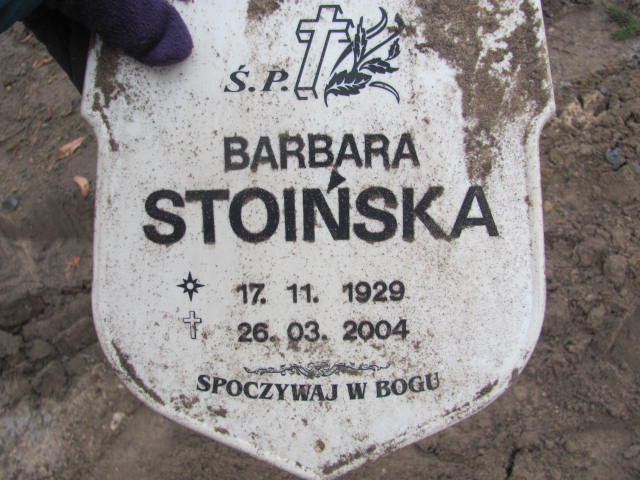 Ś.P.
BARBARA
STOIŃSKA
17. 11. 1929
26. 03. 2004
SPOCZYWAJ W BOGU